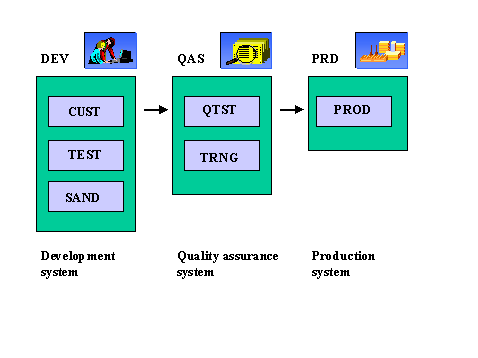 DEV
QAS
PRD
CUST
QTST
PROD
TEST
TRNG
SAND
Development
system
Quality assurance
system
Production
system